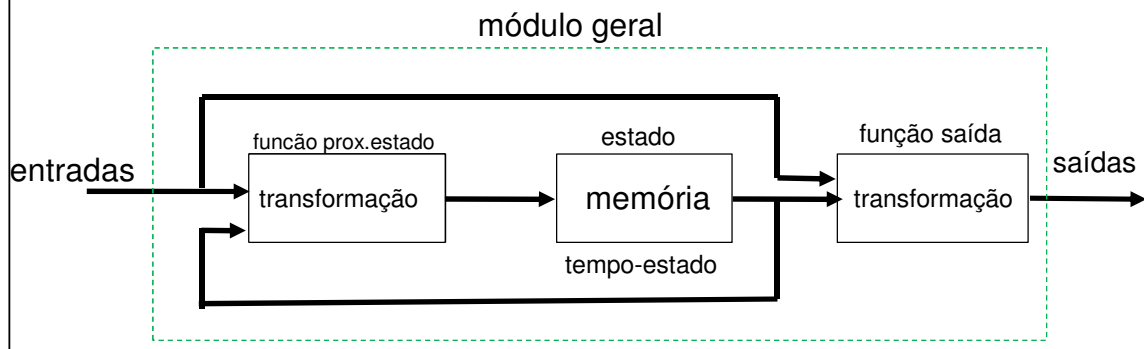 módulo geral
funcão prox.estado
estado
função saída
entradas
saídas
transformação
memória
transformação
tempo-estado